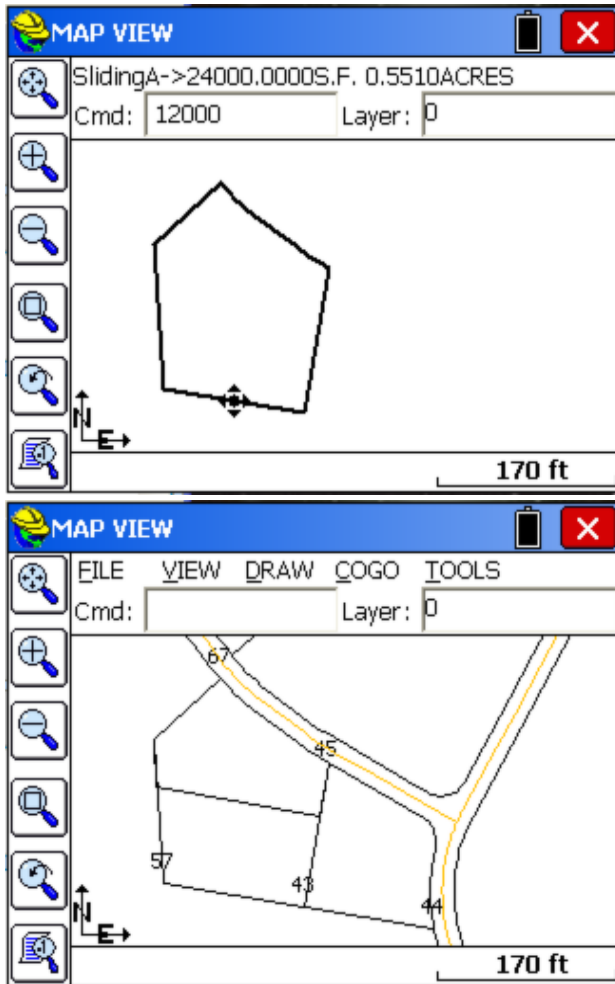 MAP VIEW
SlidingA->24000.0000S.F. 0.5510ACRES
Cmd: 12000 Layer: 0
N
E
170 ft
MAP VIEW
FILE VIEW DRAW COGO TOOLS
Cmd: Layer: 0
67
45
57
43
44
N
E
170 ft